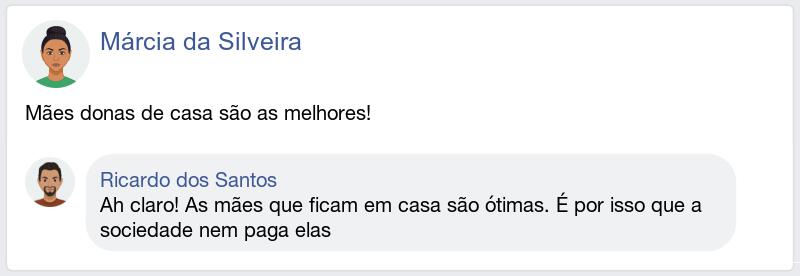 Márcia da Silveira
Mães donas de casa são as melhores!
Ricardo dos Santos
Ah claro! As mães que ficam em casa são ótimas. É por isso que a
sociedade nem paga elas